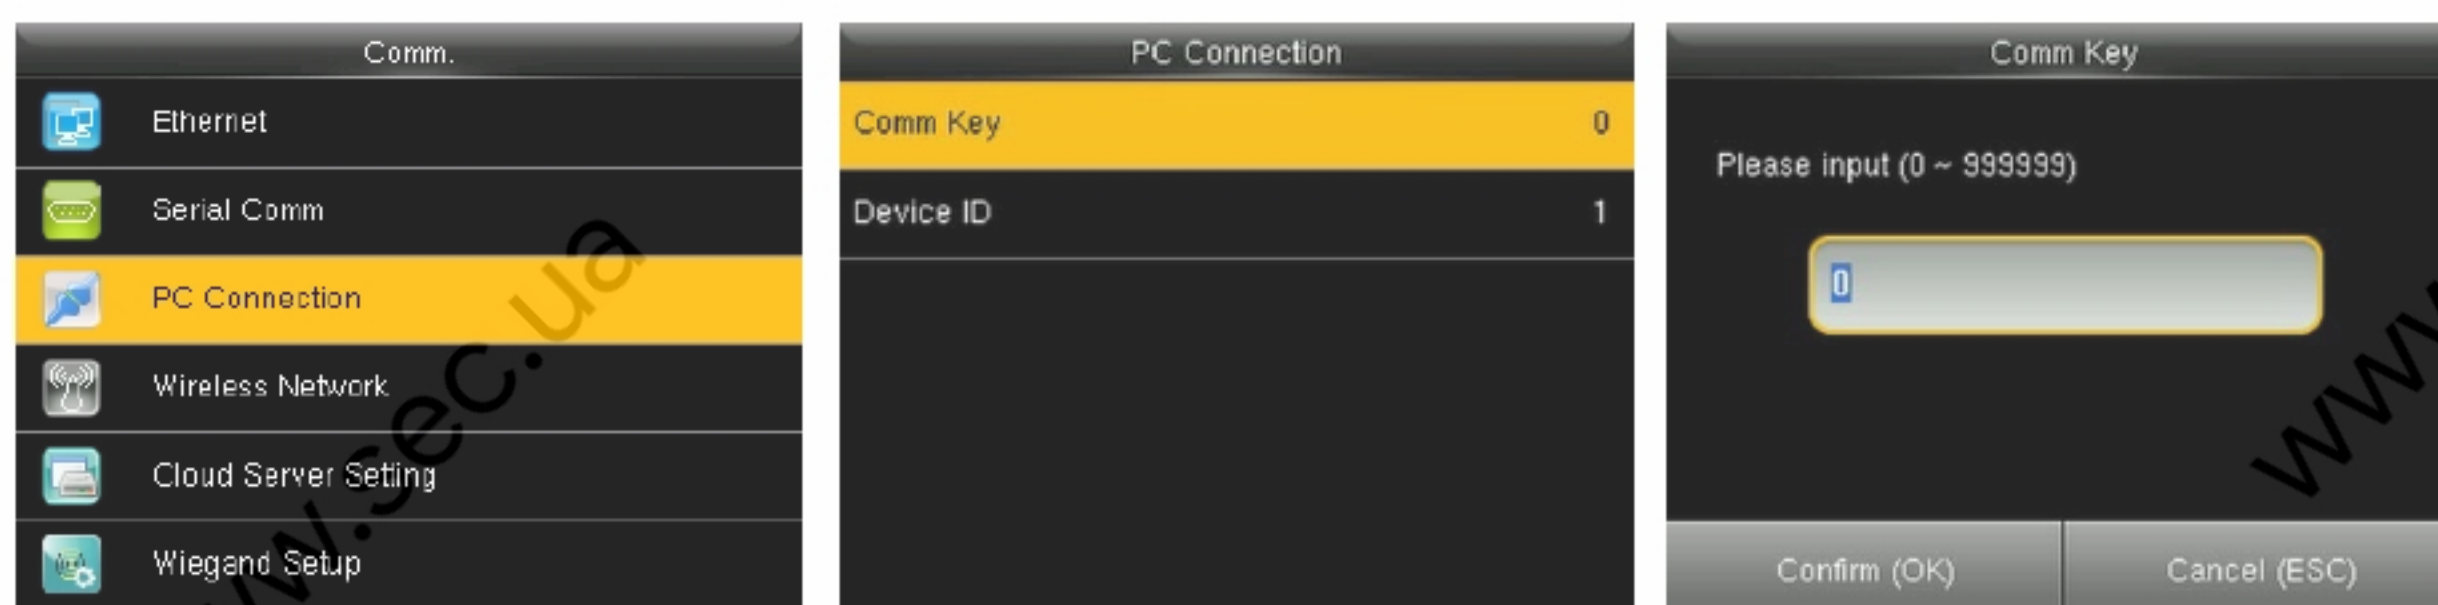 Comm.
Ethernet
Serial Comm
PC Connection
Wireless Network
Cloud Server Setting
Wiegand Setup
PC Connection
Comm Key 0
Device ID 1
Comm Key
Please input (0 ~ 999999)
0
Confirm (OK)
Cancel (ESC)
w.sec.ua
www